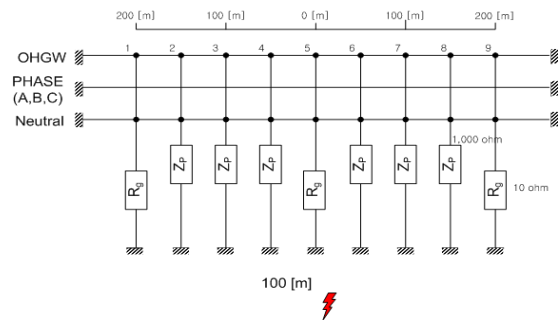 200 [m] 100 [m] 0 [m] 100 [m] 200 [m]
1 2 3 4 5 6 7 8 9
OHGW
PHASE
(A,B,C)
Neutral
1,000 ohm
Zp Zp Zp Zp Zp Zp
Rg Rg Rg 10 ohm
100 [m]